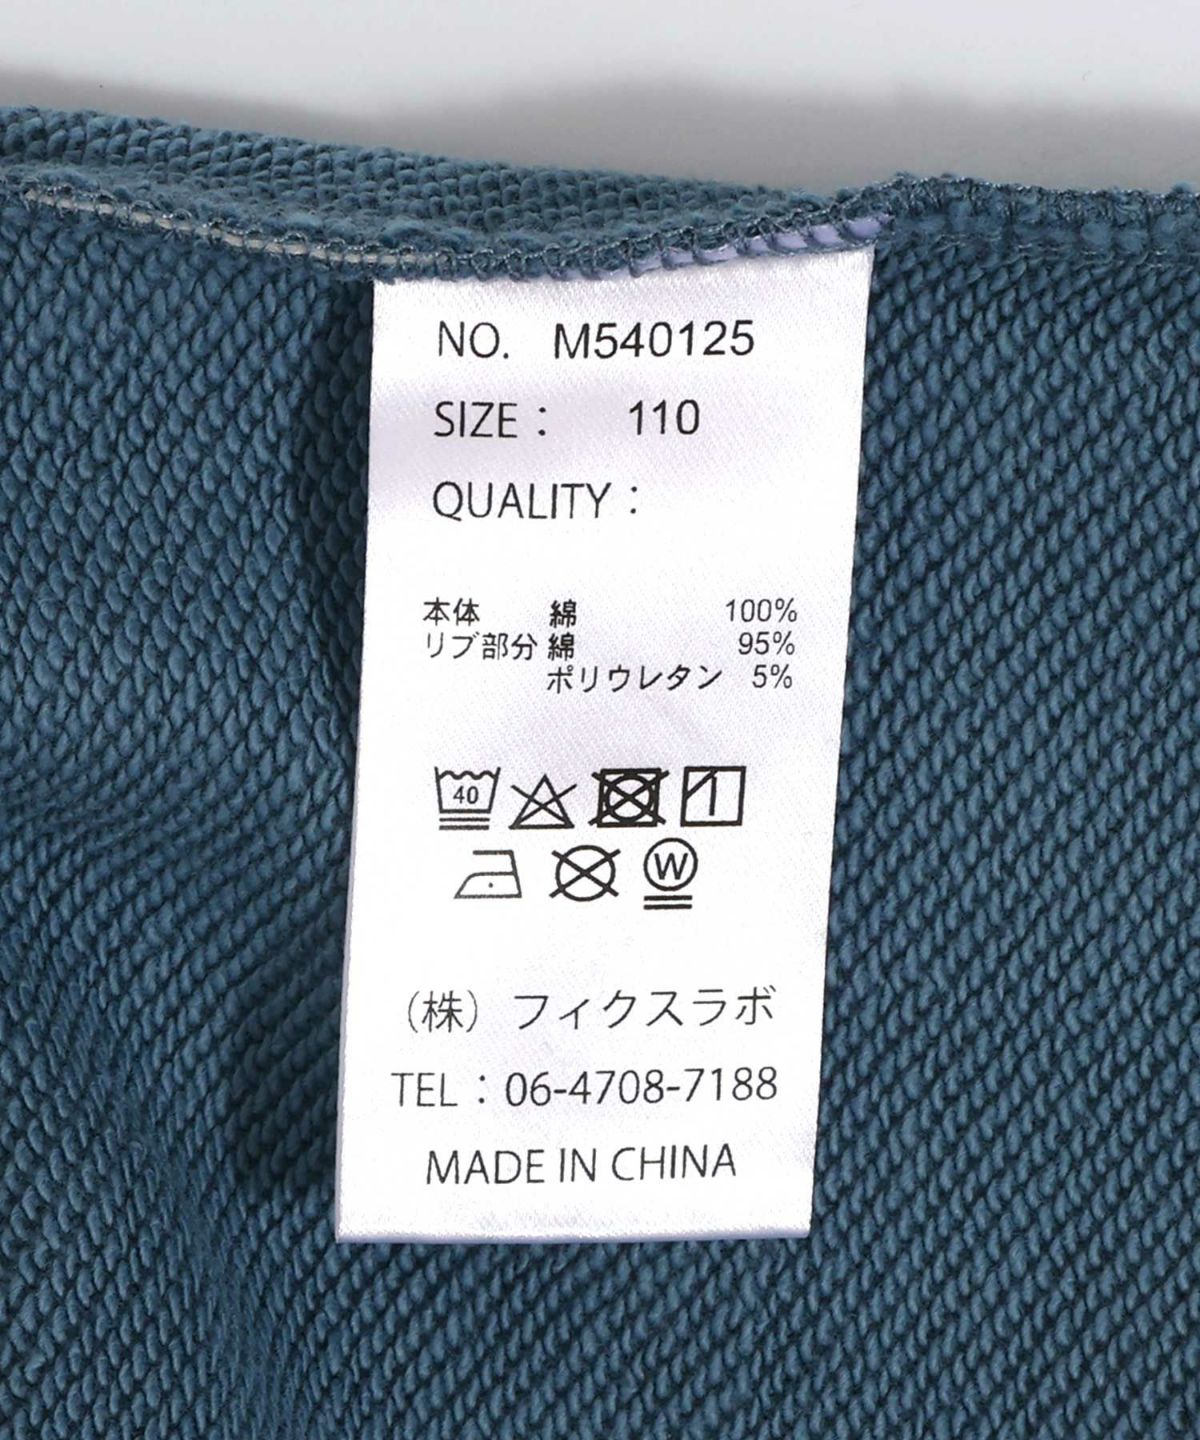 NO. M540125
SIZE： 110
QUALITY：
本体 綿 100%
リブ部分 綿 95%
ポリウレタン 5%
40
W
（株） フィクスラボ
TEL：06-4708-7188
MADE IN CHINA